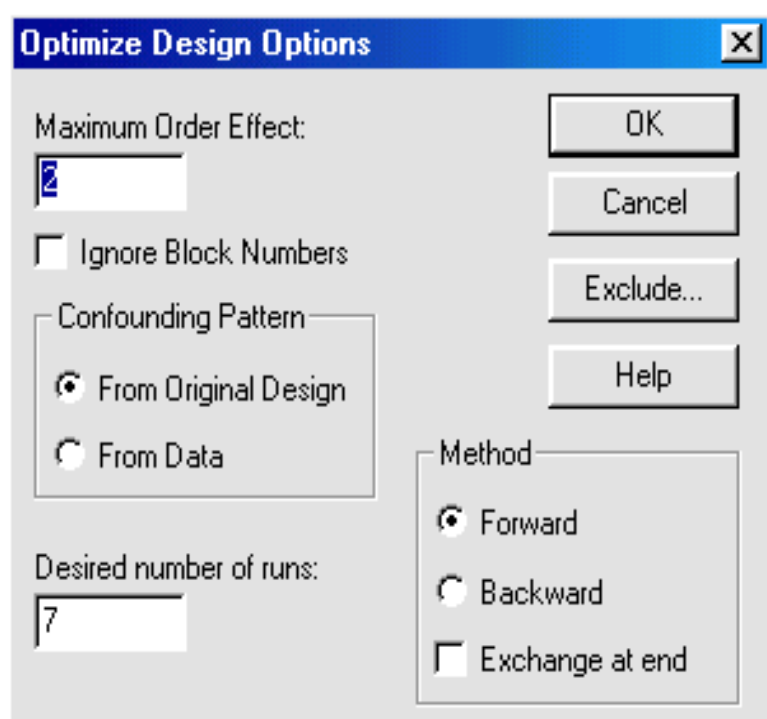 Optimize Design Options
Maximum Order Effect:
2
Ignore Block Numbers
Confounding Pattern
From Original Design
From Data
Desired number of runs:
7
OK
Cancel
Exclude...
Help
Method
Forward
Backward
Exchange at end